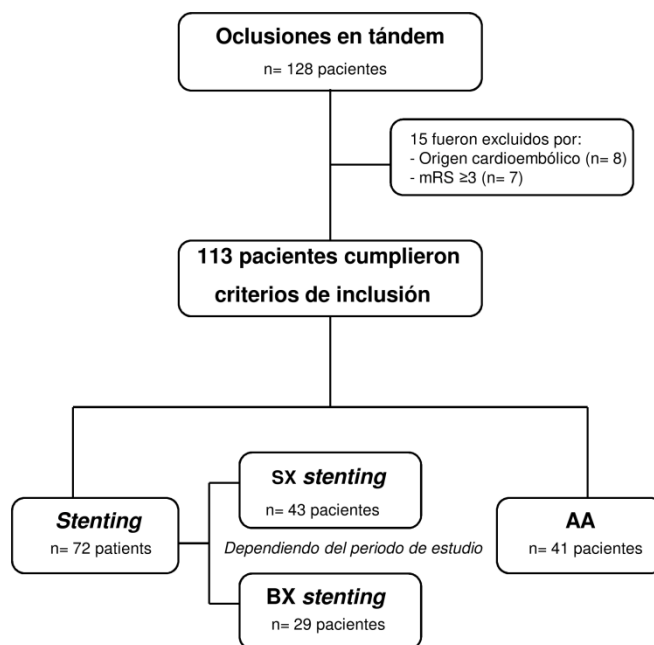 Oclusiones en tándem
n= 128 pacientes
15 fueron excluidos por:
- Origen cardioembólico (n= 8)
- mRS ≥3 (n= 7)
113 pacientes cumplieron
criterios de inclusión
Stenting
n= 72 patients
SX stenting
n= 43 pacientes
Dependiendo del periodo de estudio
BX stenting
n= 29 pacientes
AA
n= 41 pacientes